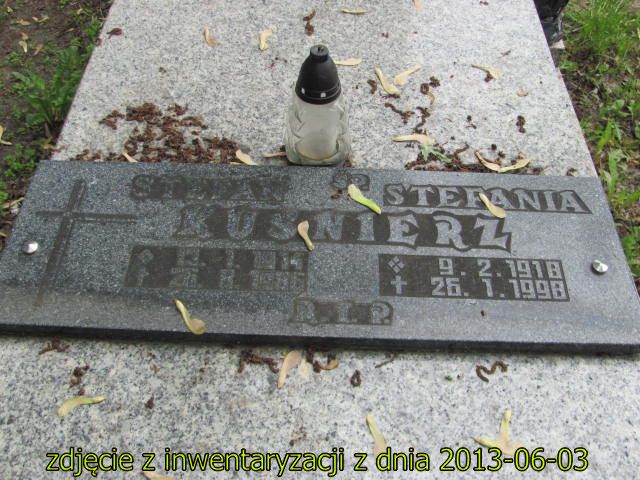 STEFAN STEFANIA
KUŚNIERZ
9. 2. 1918
26. 1. 1998
R.I.P.
zdjęcie z inwentaryzacji z dnia 2013-06-03